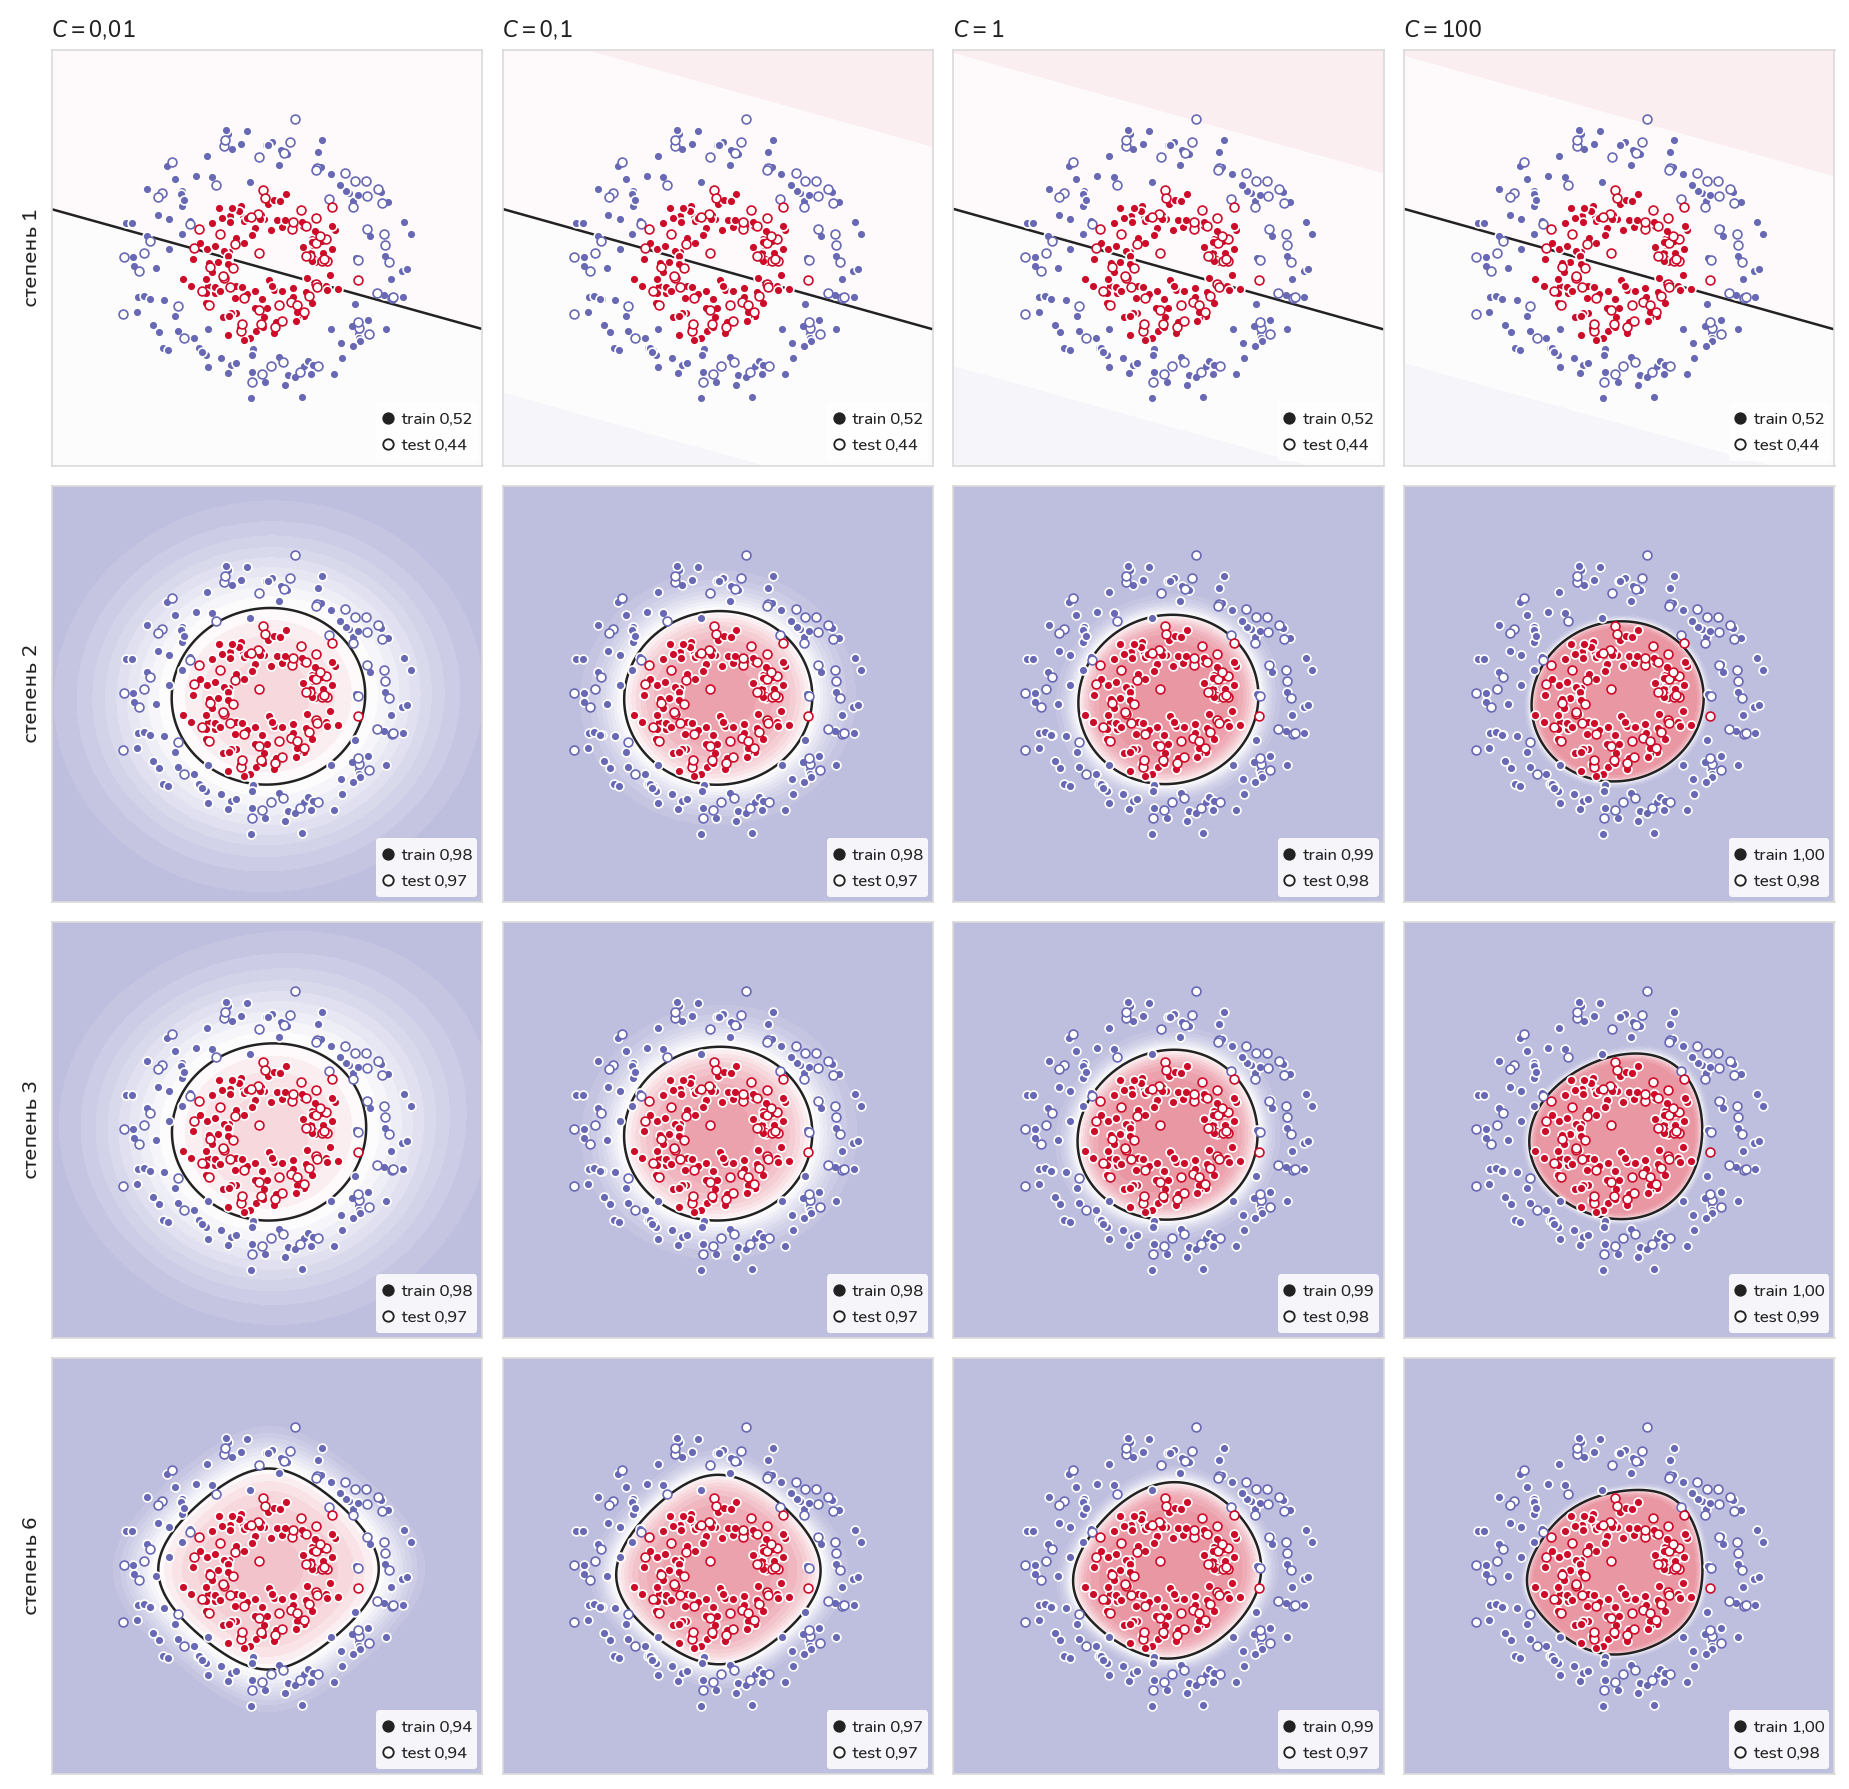 C = 0,01
C = 0,1
C = 1
C = 100
степень 1
train 0,52
test 0,44
train 0,52
test 0,44
train 0,52
test 0,44
train 0,52
test 0,44
степень 2
train 0,98
test 0,97
train 0,98
test 0,97
train 0,99
test 0,98
train 1,00
test 0,98
степень 3
train 0,98
test 0,97
train 0,98
test 0,97
train 0,99
test 0,98
train 1,00
test 0,99
степень 6
train 0,94
test 0,94
train 0,97
test 0,97
train 0,99
test 0,97
train 1,00
test 0,98